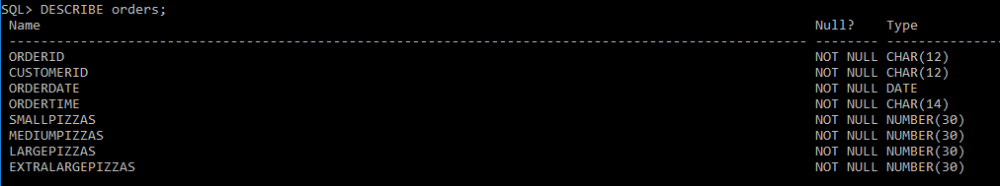 SQL> DESCRIBE orders;
Name Null? Type
----------------------------------------------------------------------------------------------------- -------- ---------------
ORDERID NOT NULL CHAR(12)
CUSTOMERID NOT NULL CHAR(12)
ORDERDATE NOT NULL DATE
ORDERTIME NOT NULL CHAR(14)
SMALLPIZZAS NOT NULL NUMBER(30)
MEDIUMPIZZAS NOT NULL NUMBER(30)
LARGEPIZZAS NOT NULL NUMBER(30)
EXTRALARGEPIZZAS NOT NULL NUMBER(30)